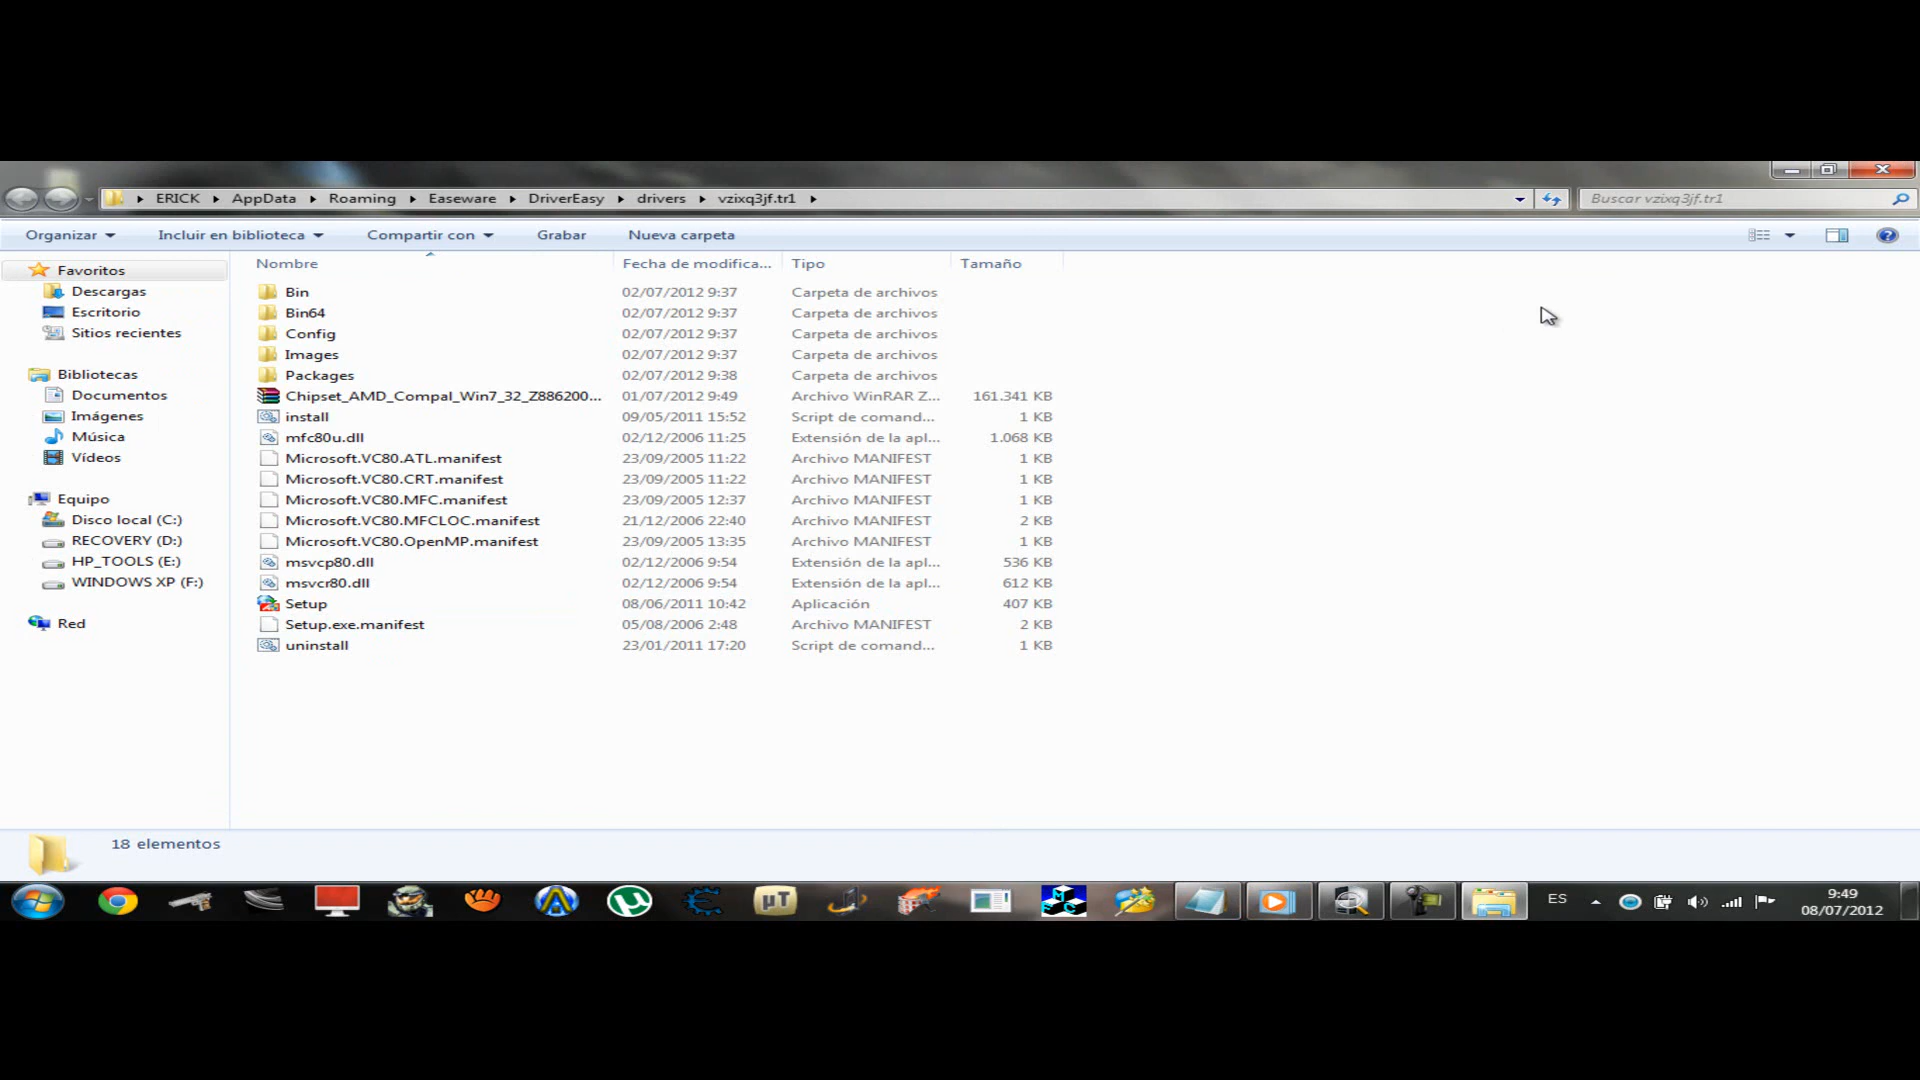 ERICK AppData Roaming Easeware DriverEasy drivers vzixq3jf.tr1 Buscar vzixq3jf.tr1
Organizar Incluir en biblioteca Compartir con Grabar Nueva carpeta
Nombre Fecha de modifica... Tipo Tamaño
Favoritos
Descargas
Escritorio
Sitios recientes
Bibliotecas
Documentos
Imágenes
Música
Vídeos
Equipo
Disco local (C:)
RECOVERY (D:)
HP_TOOLS (E:)
WINDOWS XP (F:)
Red
Bin 02/07/2012 9:37 Carpeta de archivos
Bin64 02/07/2012 9:37 Carpeta de archivos
Config 02/07/2012 9:37 Carpeta de archivos
Images 02/07/2012 9:37 Carpeta de archivos
Packages 02/07/2012 9:38 Carpeta de archivos
Chipset_AMD_Compal_Win7_32_Z886200... 01/07/2012 9:49 Archivo WinRAR Z... 161.341 KB
install 09/05/2011 15:52 Script de comand... 1 KB
mfc80u.dll 02/12/2006 11:25 Extensión de la apl... 1.068 KB
Microsoft.VC80.ATL.manifest 23/09/2005 11:22 Archivo MANIFEST 1 KB
Microsoft.VC80.CRT.manifest 23/09/2005 11:22 Archivo MANIFEST 1 KB
Microsoft.VC80.MFC.manifest 23/09/2005 12:37 Archivo MANIFEST 1 KB
Microsoft.VC80.MFCLOC.manifest 21/12/2006 22:40 Archivo MANIFEST 2 KB
Microsoft.VC80.OpenMP.manifest 23/09/2005 13:35 Archivo MANIFEST 1 KB
msvcp80.dll 02/12/2006 9:54 Extensión de la apl... 536 KB
msvcr80.dll 02/12/2006 9:54 Extensión de la apl... 612 KB
Setup 08/06/2011 10:42 Aplicación 407 KB
Setup.exe.manifest 05/08/2006 2:48 Archivo MANIFEST 2 KB
uninstall 23/01/2011 17:20 Script de comand... 1 KB
18 elementos
µT
ES
9:49
08/07/2012